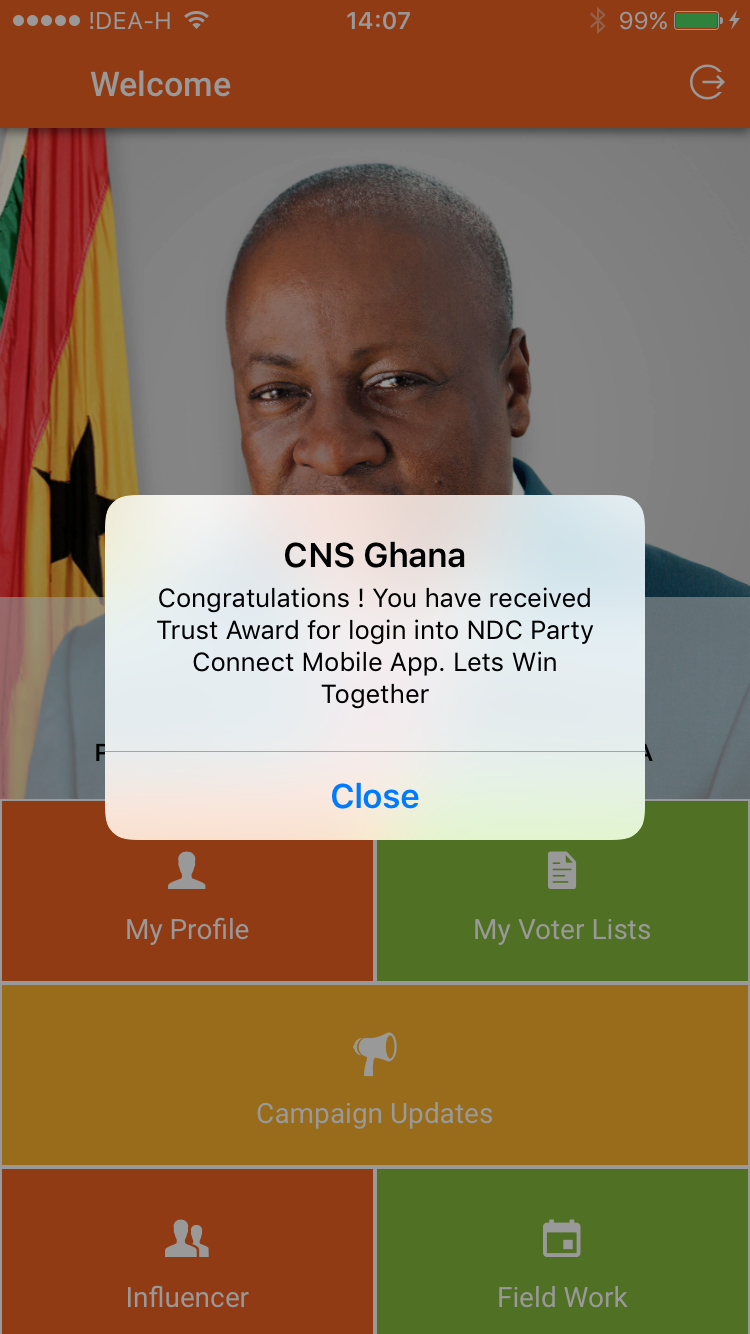 !DEA-H 14:07 99%
Welcome
CNS Ghana
Congratulations ! You have received
Trust Award for login into NDC Party
Connect Mobile App. Lets Win
Together
Close
My Profile
My Voter Lists
Campaign Updates
Influencer
Field Work